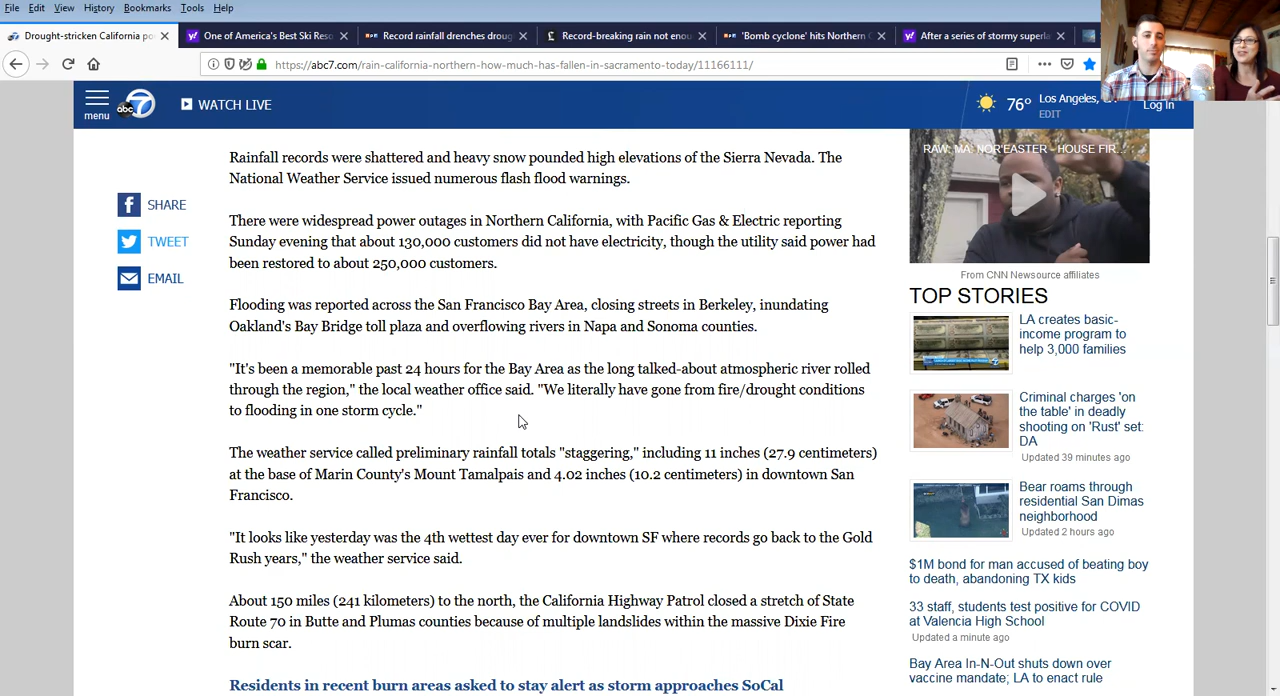 File Edit View History Bookmarks Tools Help
Drought-stricken California po
One of America's Best Ski Reso
Record rainfall drenches droug
Record-breaking rain not enou
'Bomb cyclone' hits Northern C
After a series of stormy superla
https://abc7.com/rain-california-northern-how-much-has-fallen-in-sacramento-today/11166111/
menu
abc 7
WATCH LIVE
76°
Los Angeles,
EDIT
Log In
Rainfall records were shattered and heavy snow pounded high elevations of the Sierra Nevada. The
National Weather Service issued numerous flash flood warnings.
SHARE
TWEET
EMAIL
There were widespread power outages in Northern California, with Pacific Gas & Electric reporting
Sunday evening that about 130,000 customers did not have electricity, though the utility said power had
been restored to about 250,000 customers.
Flooding was reported across the San Francisco Bay Area, closing streets in Berkeley, inundating
Oakland's Bay Bridge toll plaza and overflowing rivers in Napa and Sonoma counties.
"It's been a memorable past 24 hours for the Bay Area as the long talked-about atmospheric river rolled
through the region," the local weather office said. "We literally have gone from fire/drought conditions
to flooding in one storm cycle."
The weather service called preliminary rainfall totals "staggering," including 11 inches (27.9 centimeters)
at the base of Marin County's Mount Tamalpais and 4.02 inches (10.2 centimeters) in downtown San
Francisco.
"It looks like yesterday was the 4th wettest day ever for downtown SF where records go back to the Gold
Rush years," the weather service said.
About 150 miles (241 kilometers) to the north, the California Highway Patrol closed a stretch of State
Route 70 in Butte and Plumas counties because of multiple landslides within the massive Dixie Fire
burn scar.
Residents in recent burn areas asked to stay alert as storm approaches SoCal
RAW: MA: NOR'EASTER - HOUSE FIR...
From CNN Newsource affiliates
TOP STORIES
LA creates basic-
income program to
help 3,000 families
Criminal charges 'on
the table' in deadly
shooting on 'Rust' set:
DA
Updated 39 minutes ago
Bear roams through
residential San Dimas
neighborhood
Updated 2 hours ago
$1M bond for man accused of beating boy
to death, abandoning TX kids
33 staff, students test positive for COVID
at Valencia High School
Updated a minute ago
Bay Area In-N-Out shuts down over
vaccine mandate; LA to enact rule